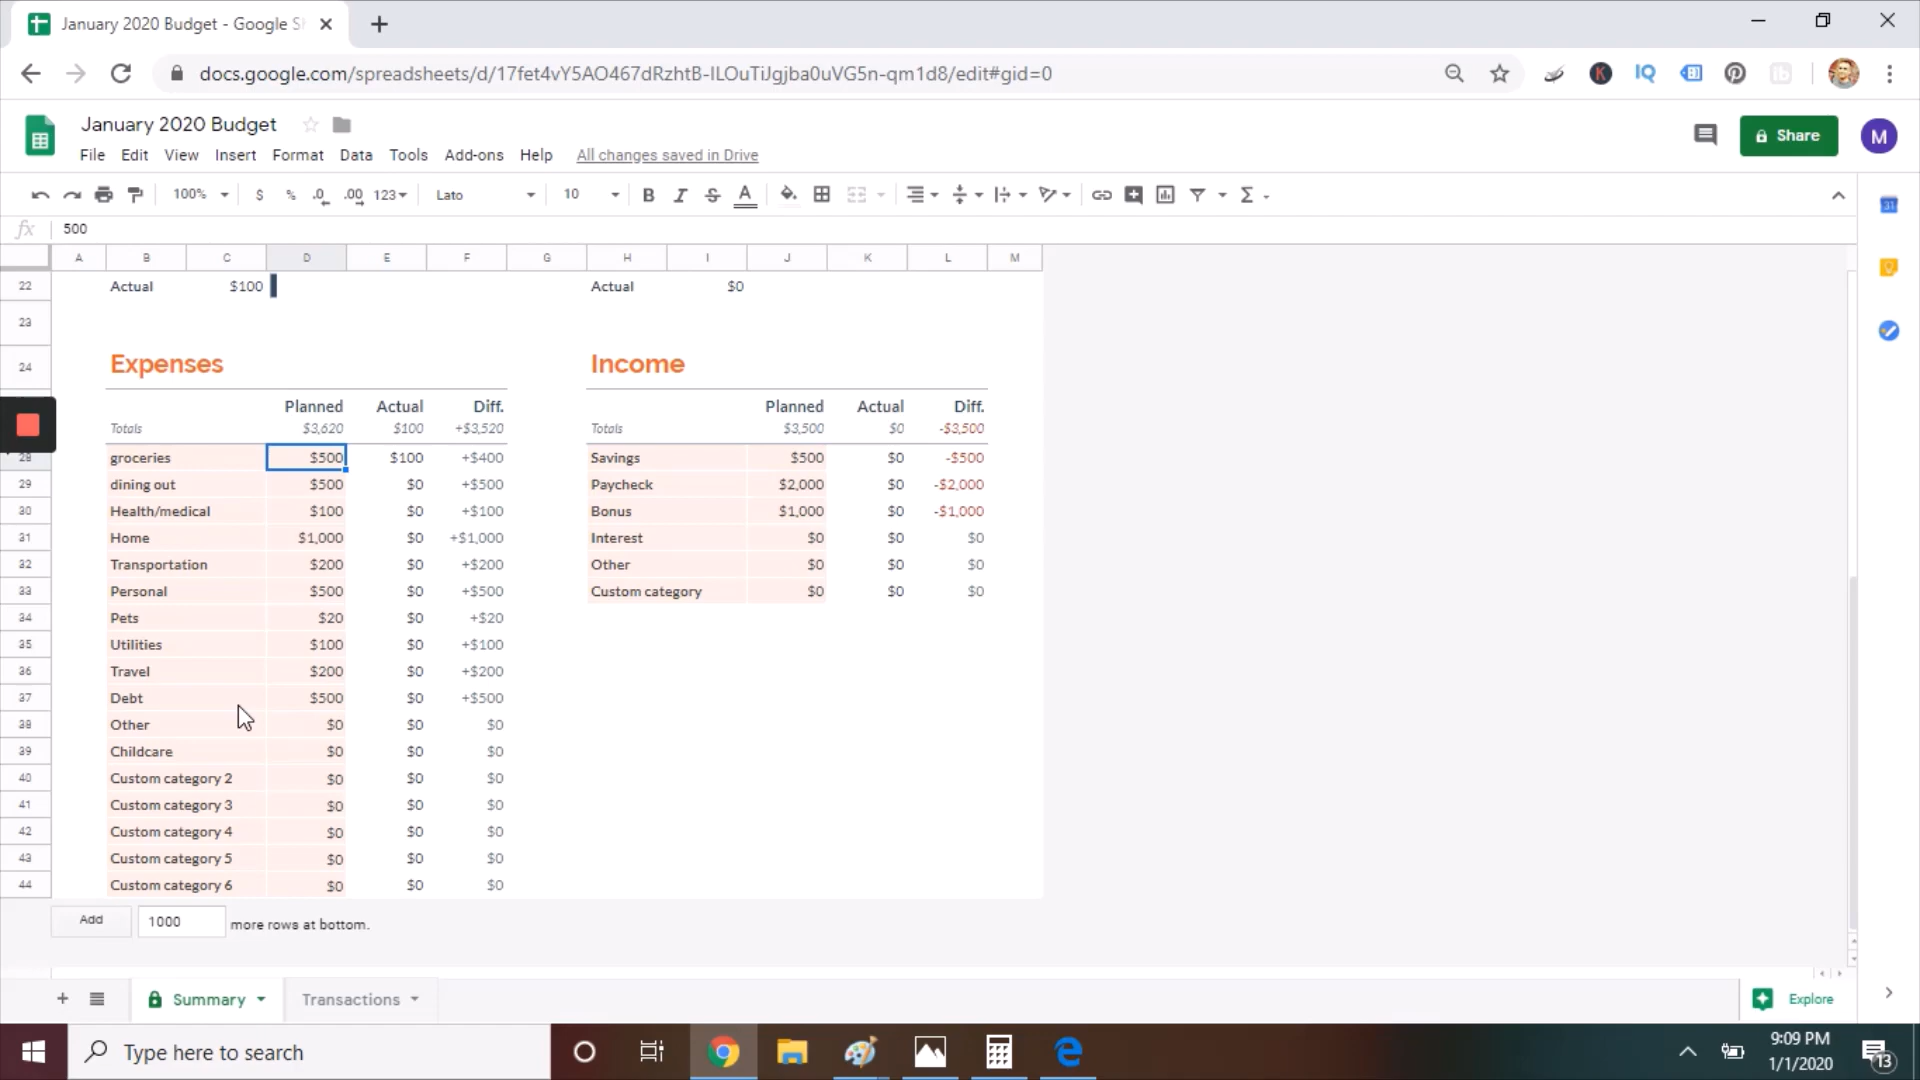 January 2020 Budget - Google S
docs.google.com/spreadsheets/d/17fet4vY5AO467dRzhtB-ILOuTiJgjba0uVG5n-qm1d8/edit#gid=0
January 2020 Budget
Share
M
File Edit View Insert Format Data Tools Add-ons Help All changes saved in Drive
100% $ % .0 .00 123 Lato 10 B I S A
fx 500
A B C D E F G H I J K L M
22 Actual $100 Actual $0
23
24 Expenses Income
Planned Actual Diff. Planned Actual Diff.
Totals $3,620 $100 +$3,520 Totals $3,500 $0 -$3,500
28 groceries $500 $100 +$400 Savings $500 $0 -$500
29 dining out $500 $0 +$500 Paycheck $2,000 $0 -$2,000
30 Health/medical $100 $0 +$100 Bonus $1,000 $0 -$1,000
31 Home $1,000 $0 +$1,000 Interest $0 $0 $0
32 Transportation $200 $0 +$200 Other $0 $0 $0
33 Personal $500 $0 +$500 Custom category $0 $0 $0
34 Pets $20 $0 +$20
35 Utilities $100 $0 +$100
36 Travel $200 $0 +$200
37 Debt $500 $0 +$500
38 Other $0 $0 $0
39 Childcare $0 $0 $0
40 Custom category 2 $0 $0 $0
41 Custom category 3 $0 $0 $0
42 Custom category 4 $0 $0 $0
43 Custom category 5 $0 $0 $0
44 Custom category 6 $0 $0 $0
Add 1000 more rows at bottom.
Summary Transactions Explore
Type here to search
9:09 PM
1/1/2020
13
K
IQ
31